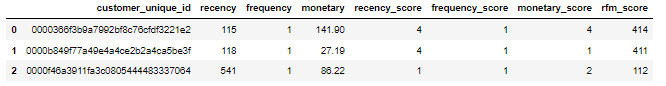 customer_unique_id recency frequency monetary recency_score frequency_score monetary_score rfm_score
0 0000366f3b9a7992bf8c76cfdf3221e2 115 1 141.90 4 1 4 414
1 0000b849f77a49e4a4ce2b2a4ca5be3f 118 1 27.19 4 1 1 411
2 0000f46a3911fa3c0805444483337064 541 1 86.22 1 1 2 112